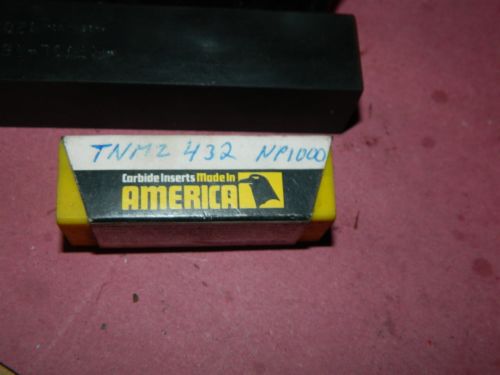 TNMZ 432 NP1000
Carbide Inserts Made In
AMERICA